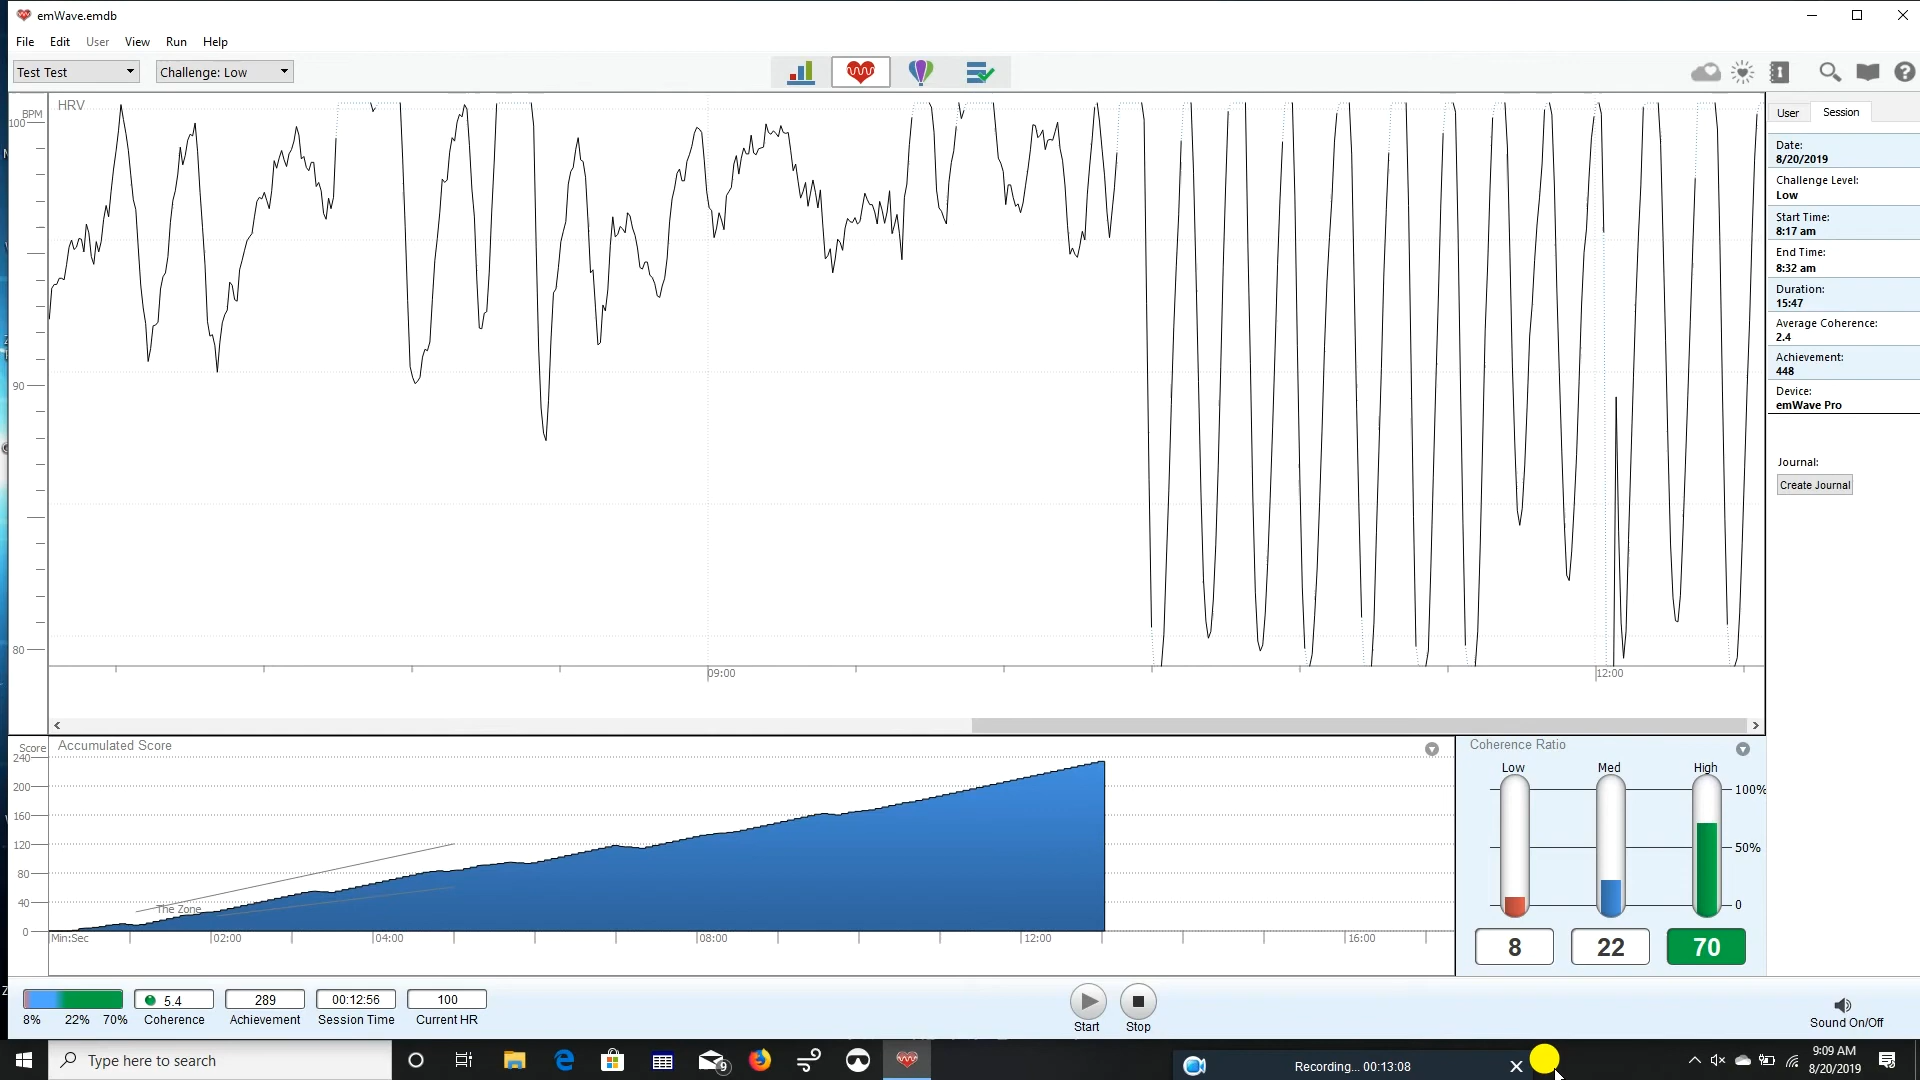 emWave.emdb
File Edit User View Run Help
Test Test
Challenge: Low
HRV
BPM
100
90
80
09:00
12:00
User Session
Date:
8/20/2019
Challenge Level:
Low
Start Time:
8:17 am
End Time:
8:32 am
Duration:
15:47
Average Coherence:
2.4
Achievement:
448
Device:
emWave Pro
Journal:
Create Journal
Score
Accumulated Score
240
200
160
120
80
40
0
The Zone
Min:Sec 02:00 04:00 08:00 12:00 16:00
Coherence Ratio
Low Med High
100%
50%
0
8 22 70
5.4 289 00:12:56 100
8% 22% 70% Coherence Achievement Session Time Current HR
Start Stop
Sound On/Off
Type here to search
9
Recording... 00:13:08
9:09 AM
8/20/2019